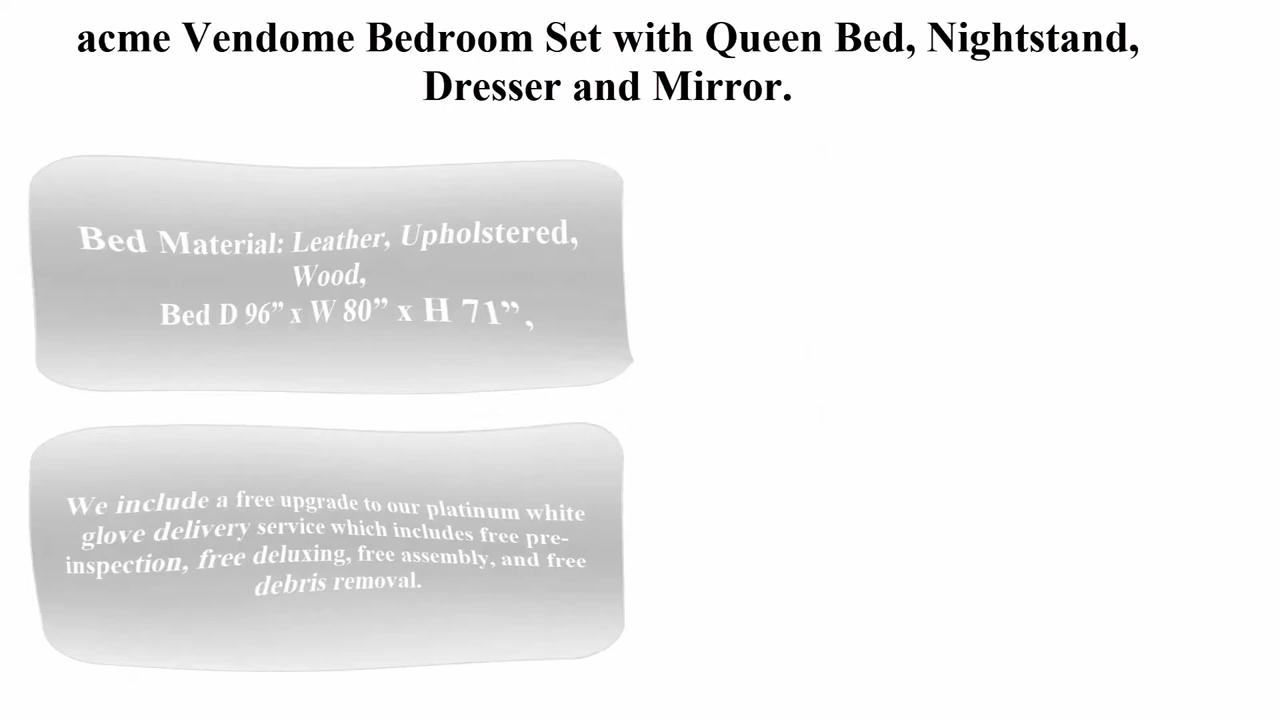 acme Vendome Bedroom Set with Queen Bed, Nightstand,
Dresser and Mirror.
Bed Material: Leather, Upholstered,
Wood,
Bed D 96” x W 80” x H 71”,
We include a free upgrade to our platinum white
glove delivery service which includes free pre-
inspection, free deluxing, free assembly, and free
debris removal.